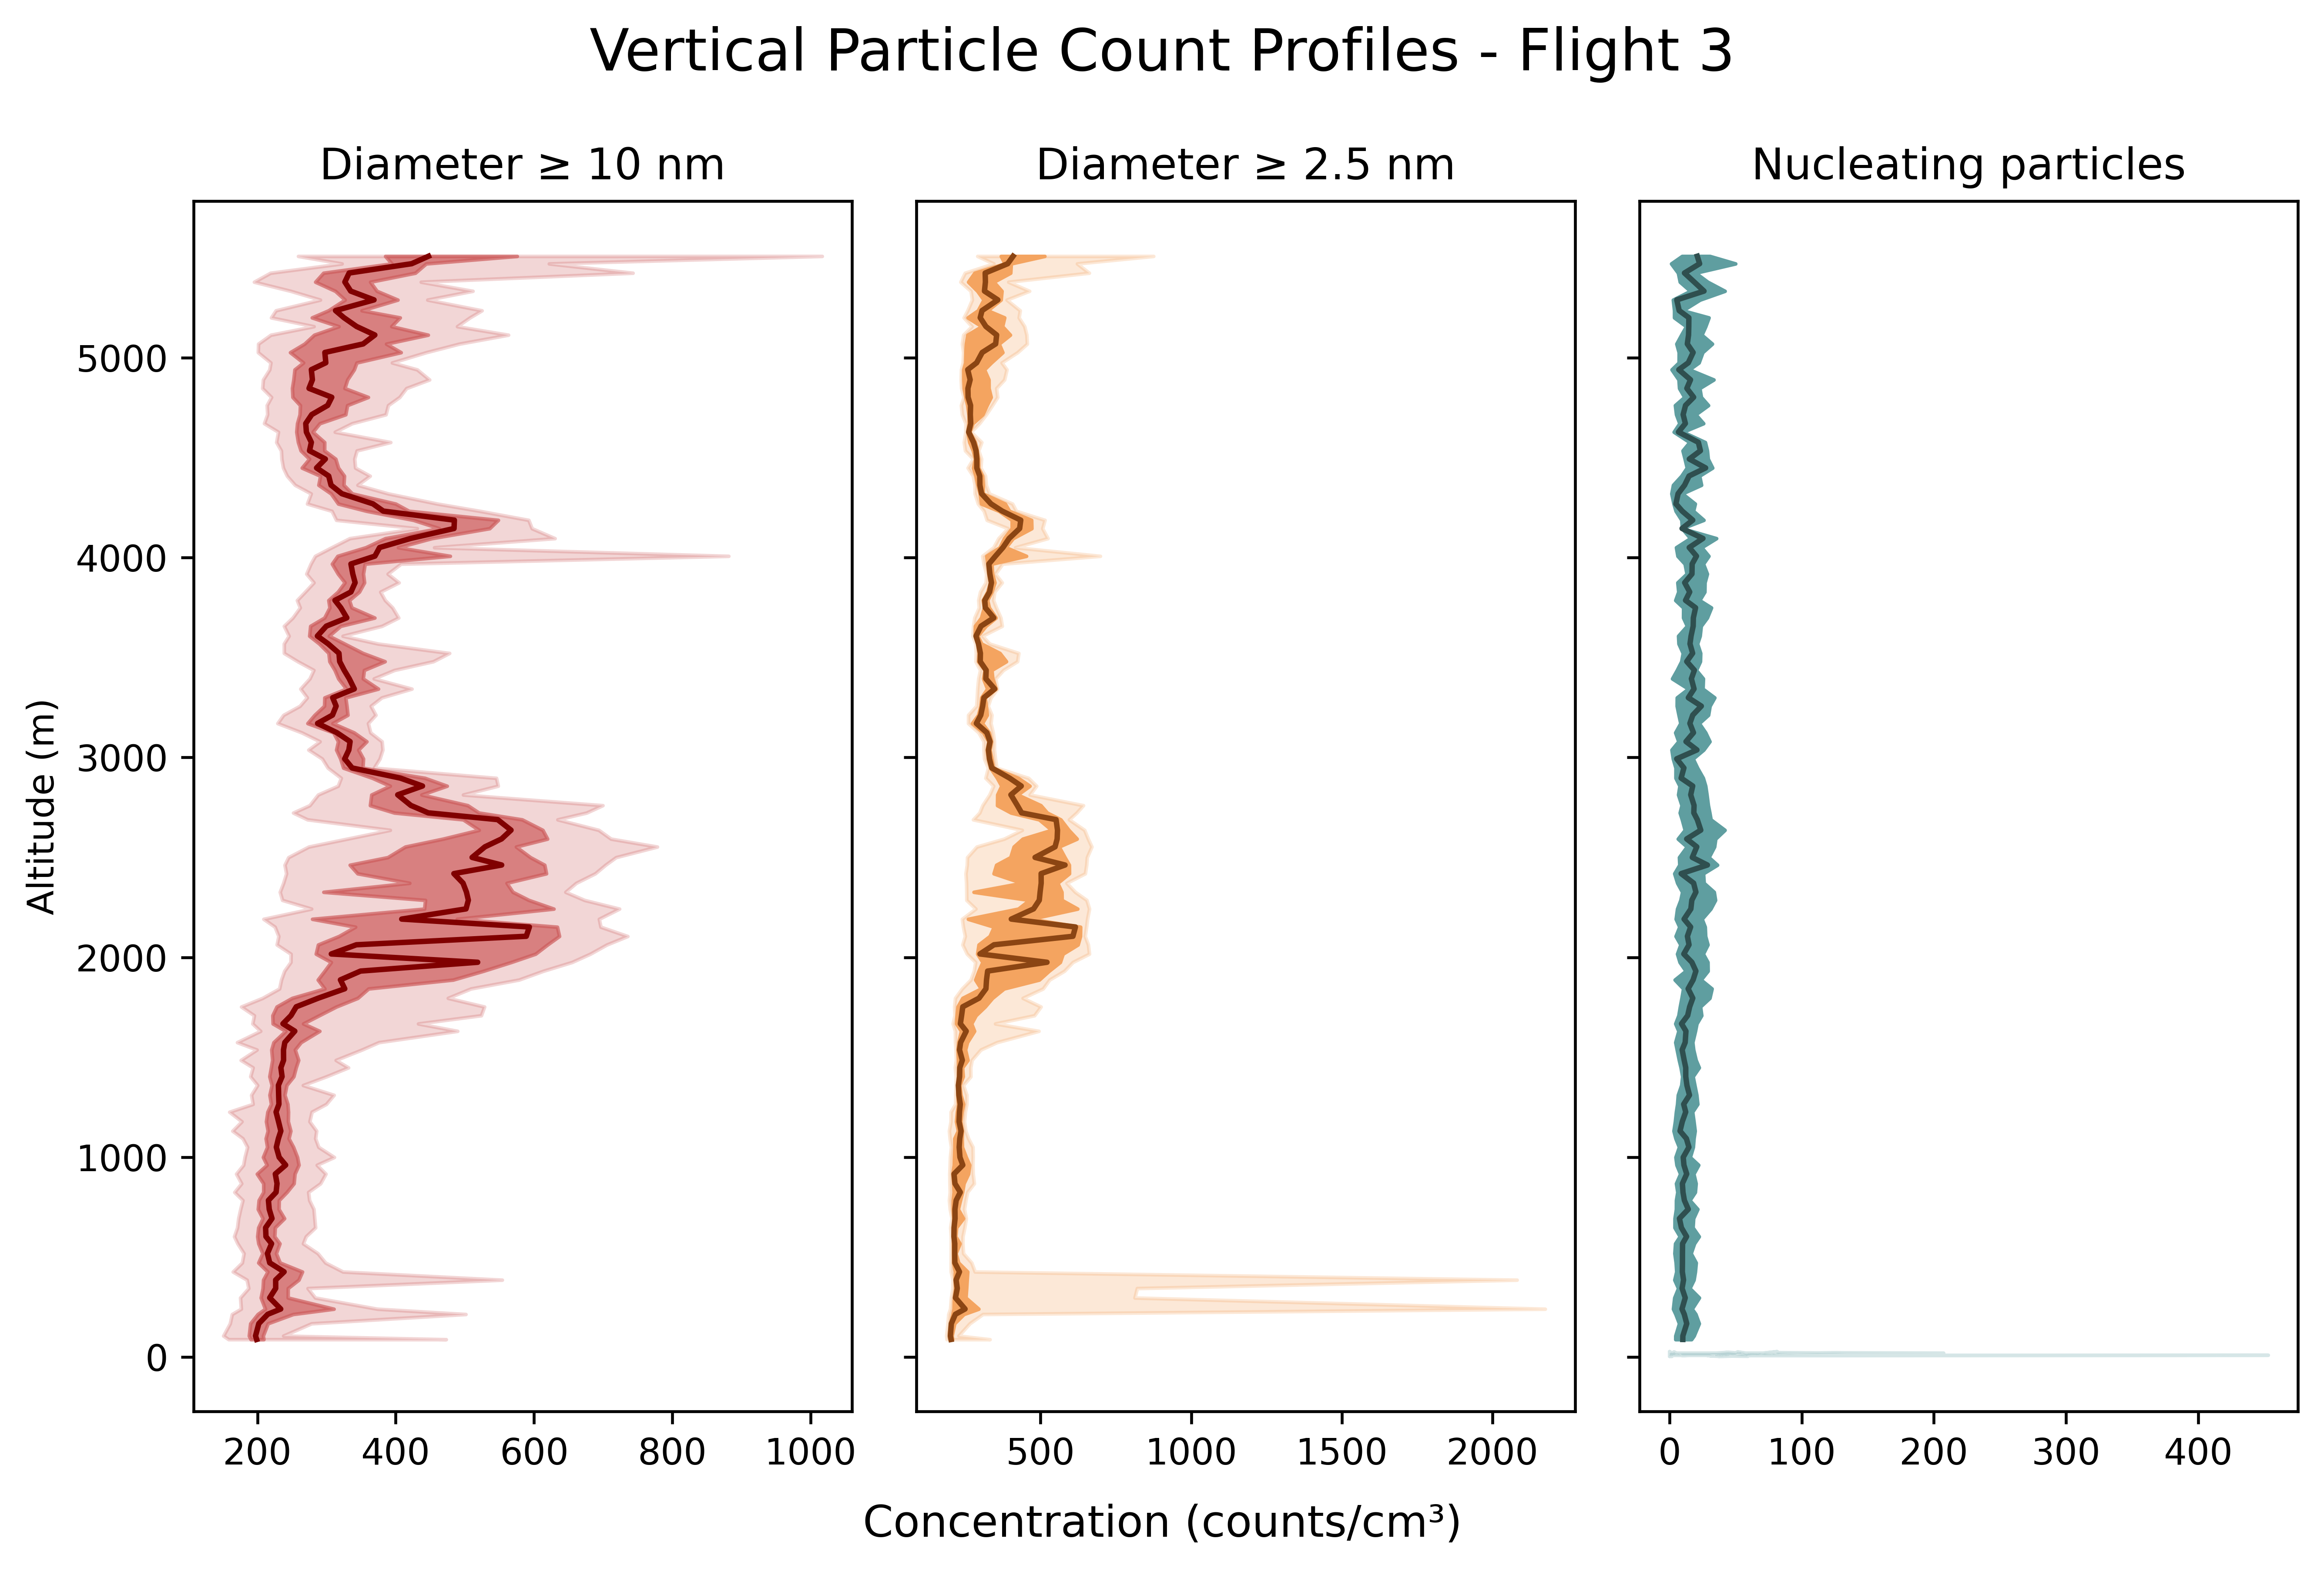 Vertical Particle Count Profiles - Flight 3
Diameter ≥ 10 nm
Diameter ≥ 2.5 nm
Nucleating particles
Altitude (m)
5000
4000
3000
2000
1000
0
200 400 600 800 1000
500 1000 1500 2000
0 100 200 300 400
Concentration (counts/cm³)